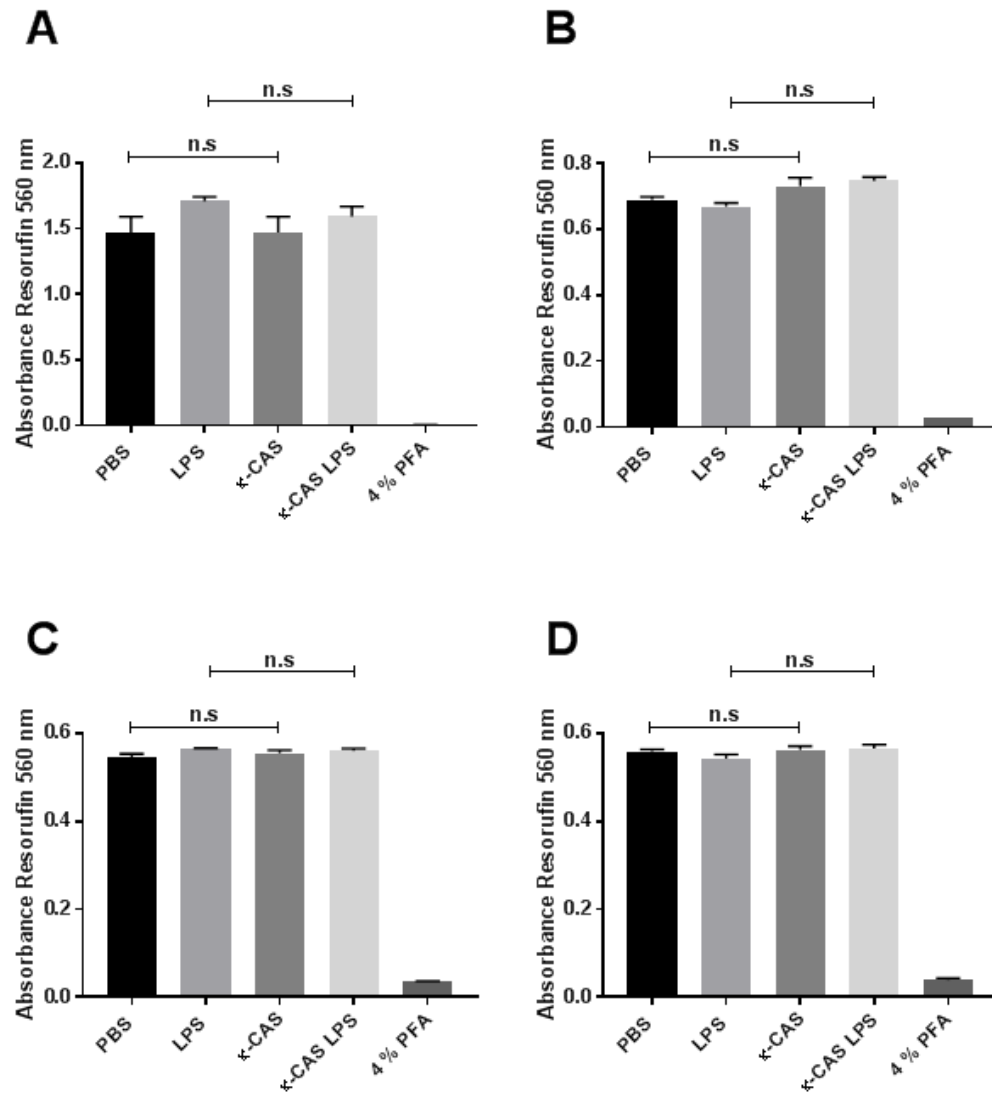 A
n.s
n.s
Absorbance Resorufin 560 nm
2.0
1.5
1.0
0.5
0.0
PBS
LPS
κ-CAS
κ-CAS LPS
4 % PFA
B
n.s
n.s
Absorbance Resorufin 560 nm
0.8
0.6
0.4
0.2
0.0
PBS
LPS
κ-CAS
κ-CAS LPS
4 % PFA
C
n.s
n.s
Absorbance Resorufin 560 nm
0.6
0.4
0.2
0.0
PBS
LPS
κ-CAS
κ-CAS LPS
4 % PFA
D
n.s
n.s
Absorbance Resorufin 560 nm
0.6
0.4
0.2
0.0
PBS
LPS
κ-CAS
κ-CAS LPS
4 % PFA